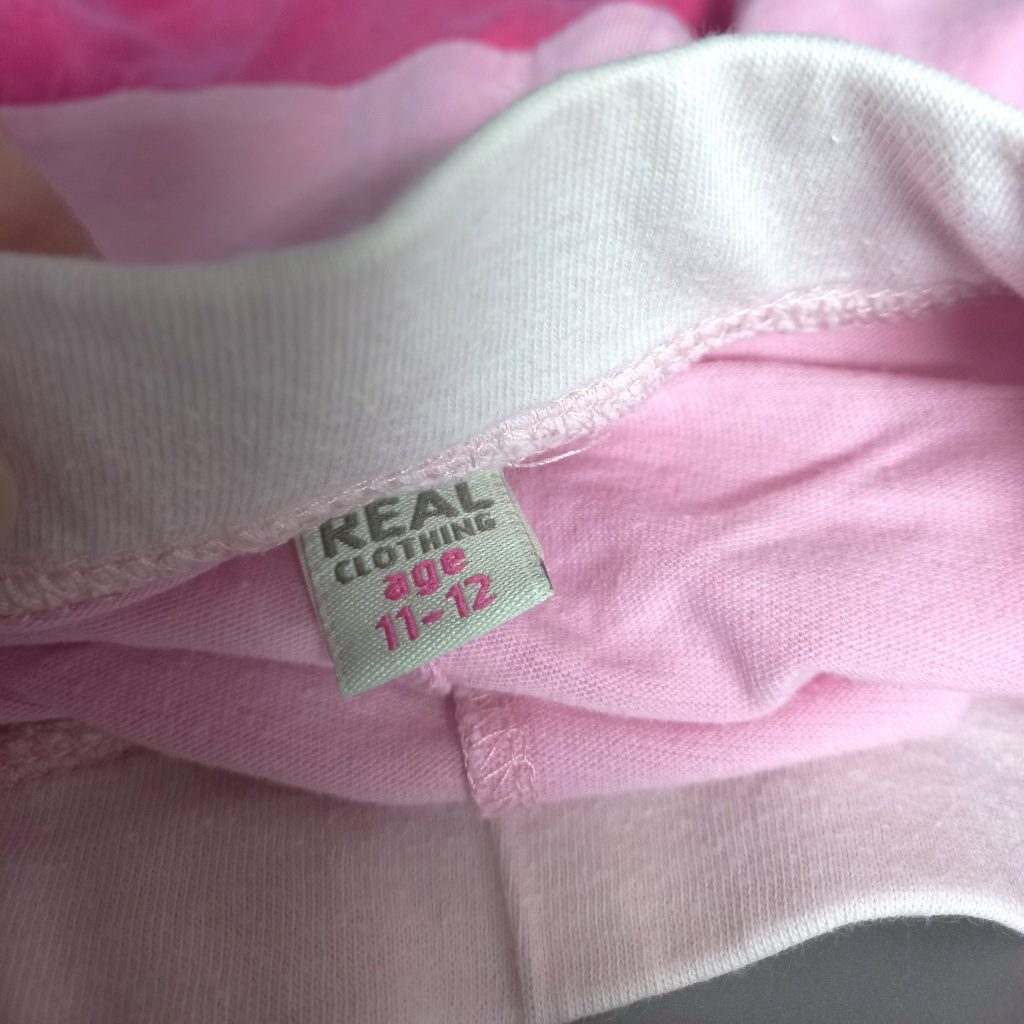 REAL
CLOTHING
age
11-12